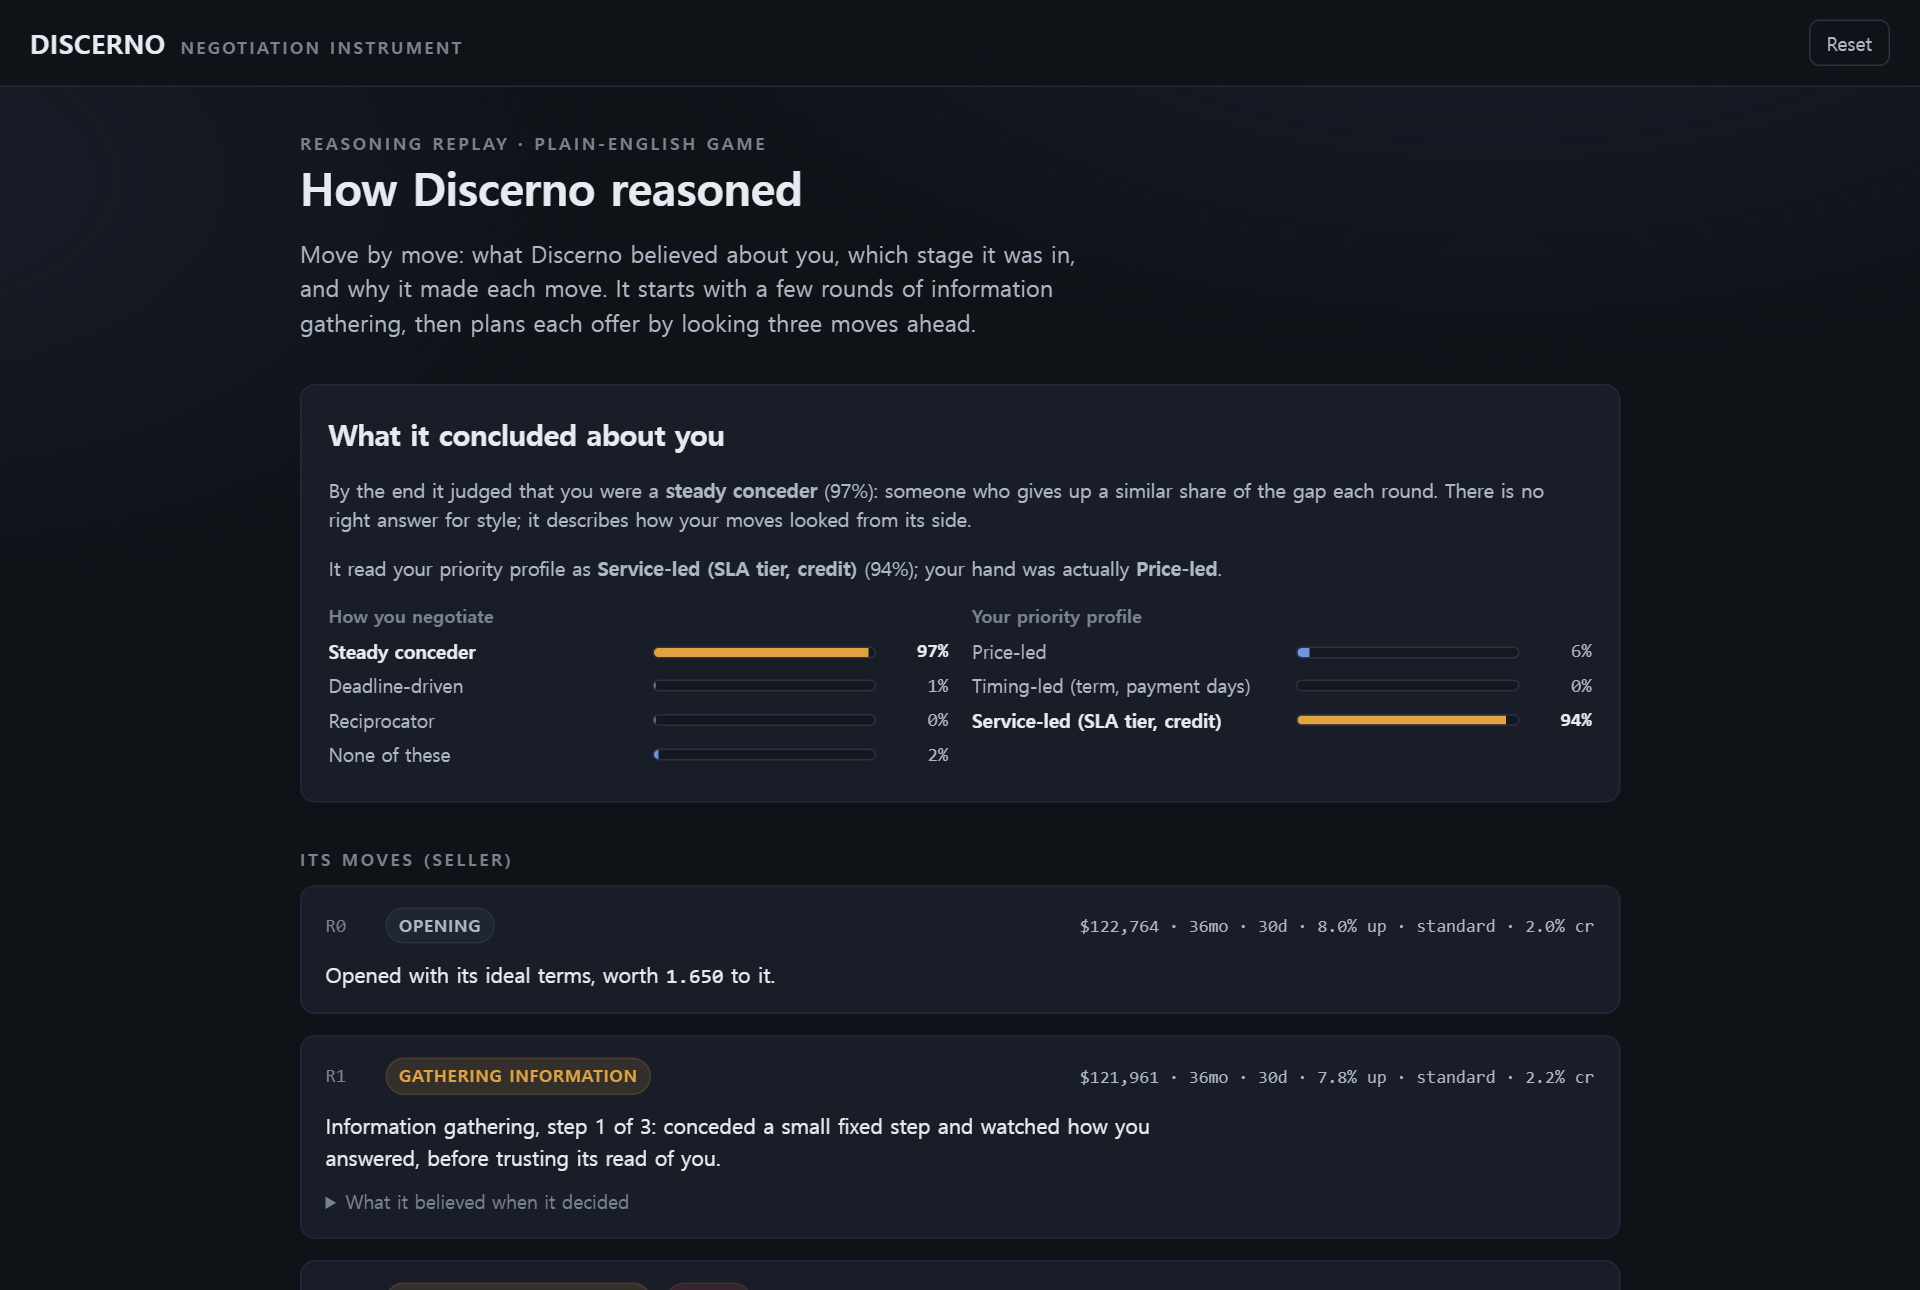 DISCERNO NEGOTIATION INSTRUMENT
Reset
REASONING REPLAY · PLAIN-ENGLISH GAME
How Discerno reasoned
Move by move: what Discerno believed about you, which stage it was in,
and why it made each move. It starts with a few rounds of information
gathering, then plans each offer by looking three moves ahead.
What it concluded about you
By the end it judged that you were a steady conceder (97%): someone who gives up a similar share of the gap each round. There is no
right answer for style; it describes how your moves looked from its side.
It read your priority profile as Service-led (SLA tier, credit) (94%); your hand was actually Price-led.
How you negotiate
Steady conceder 97%
Deadline-driven 1%
Reciprocator 0%
None of these 2%
Your priority profile
Price-led 6%
Timing-led (term, payment days) 0%
Service-led (SLA tier, credit) 94%
ITS MOVES (SELLER)
R0 OPENING $122,764 · 36mo · 30d · 8.0% up · standard · 2.0% cr
Opened with its ideal terms, worth 1.650 to it.
R1 GATHERING INFORMATION $121,961 · 36mo · 30d · 7.8% up · standard · 2.2% cr
Information gathering, step 1 of 3: conceded a small fixed step and watched how you
answered, before trusting its read of you.
▶ What it believed when it decided